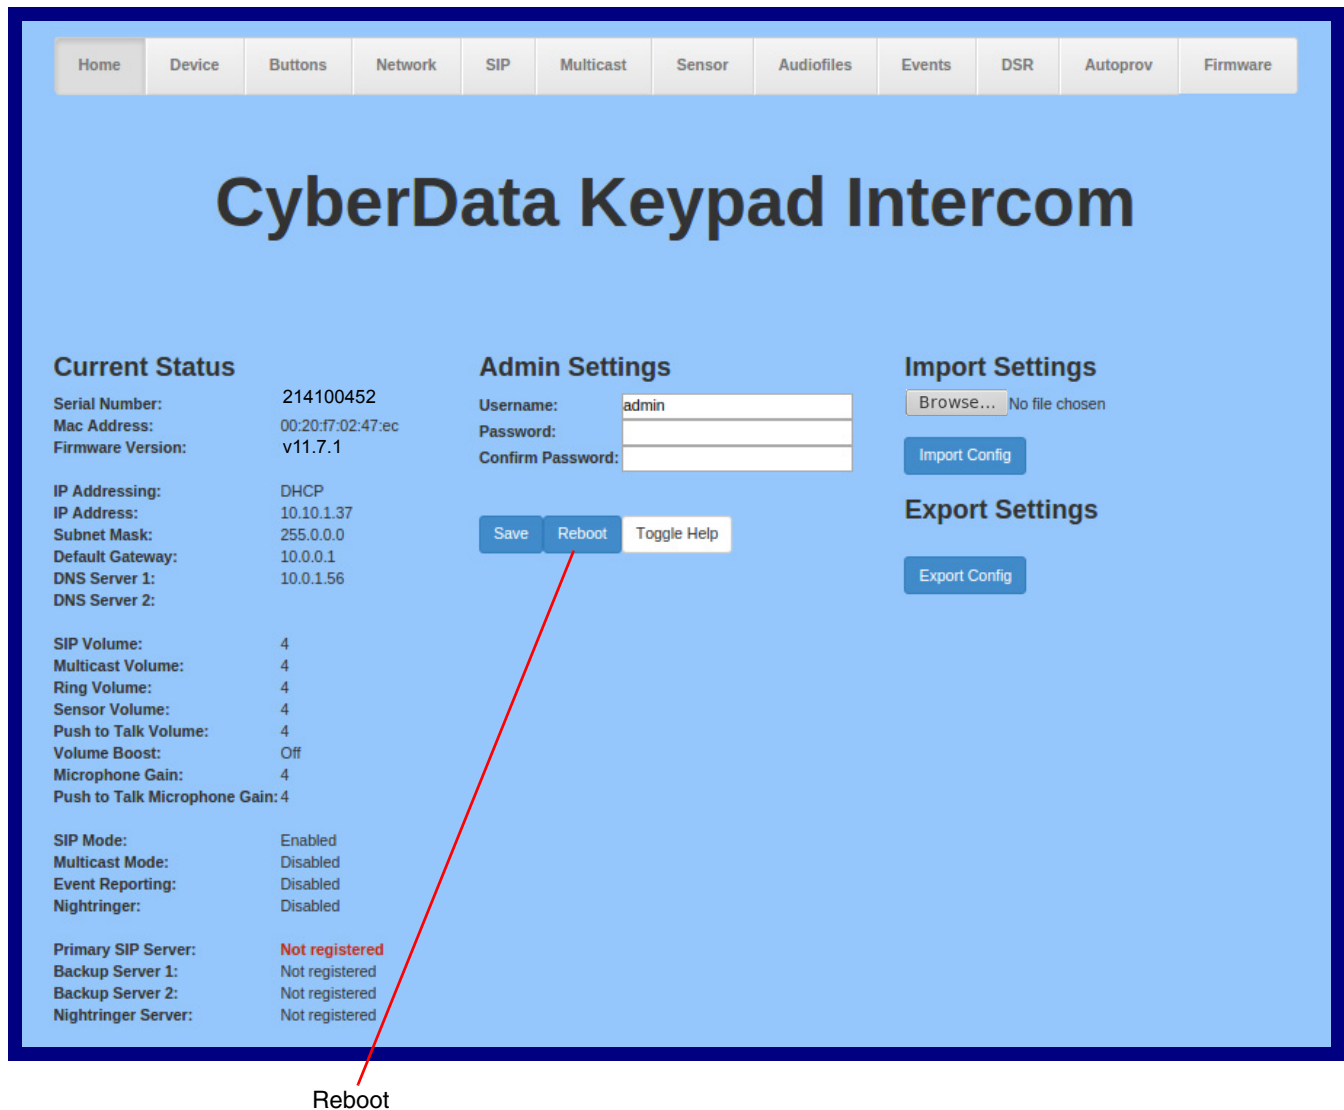 Home Device Buttons Network SIP Multicast Sensor Audiofiles Events DSR Autoprov Firmware
CyberData Keypad Intercom
Current Status
Serial Number: 214100452
Mac Address: 00:20:f7:02:47:ec
Firmware Version: v11.7.1
IP Addressing: DHCP
IP Address: 10.10.1.37
Subnet Mask: 255.0.0.0
Default Gateway: 10.0.0.1
DNS Server 1: 10.0.1.56
DNS Server 2:
SIP Volume: 4
Multicast Volume: 4
Ring Volume: 4
Sensor Volume: 4
Push to Talk Volume: 4
Volume Boost: Off
Microphone Gain: 4
Push to Talk Microphone Gain: 4
SIP Mode: Enabled
Multicast Mode: Disabled
Event Reporting: Disabled
Nightringer: Disabled
Primary SIP Server: Not registered
Backup Server 1: Not registered
Backup Server 2: Not registered
Nightringer Server: Not registered
Admin Settings
Username: admin
Password:
Confirm Password:
Save Reboot Toggle Help
Import Settings
Browse... No file chosen
Import Config
Export Settings
Export Config
Reboot